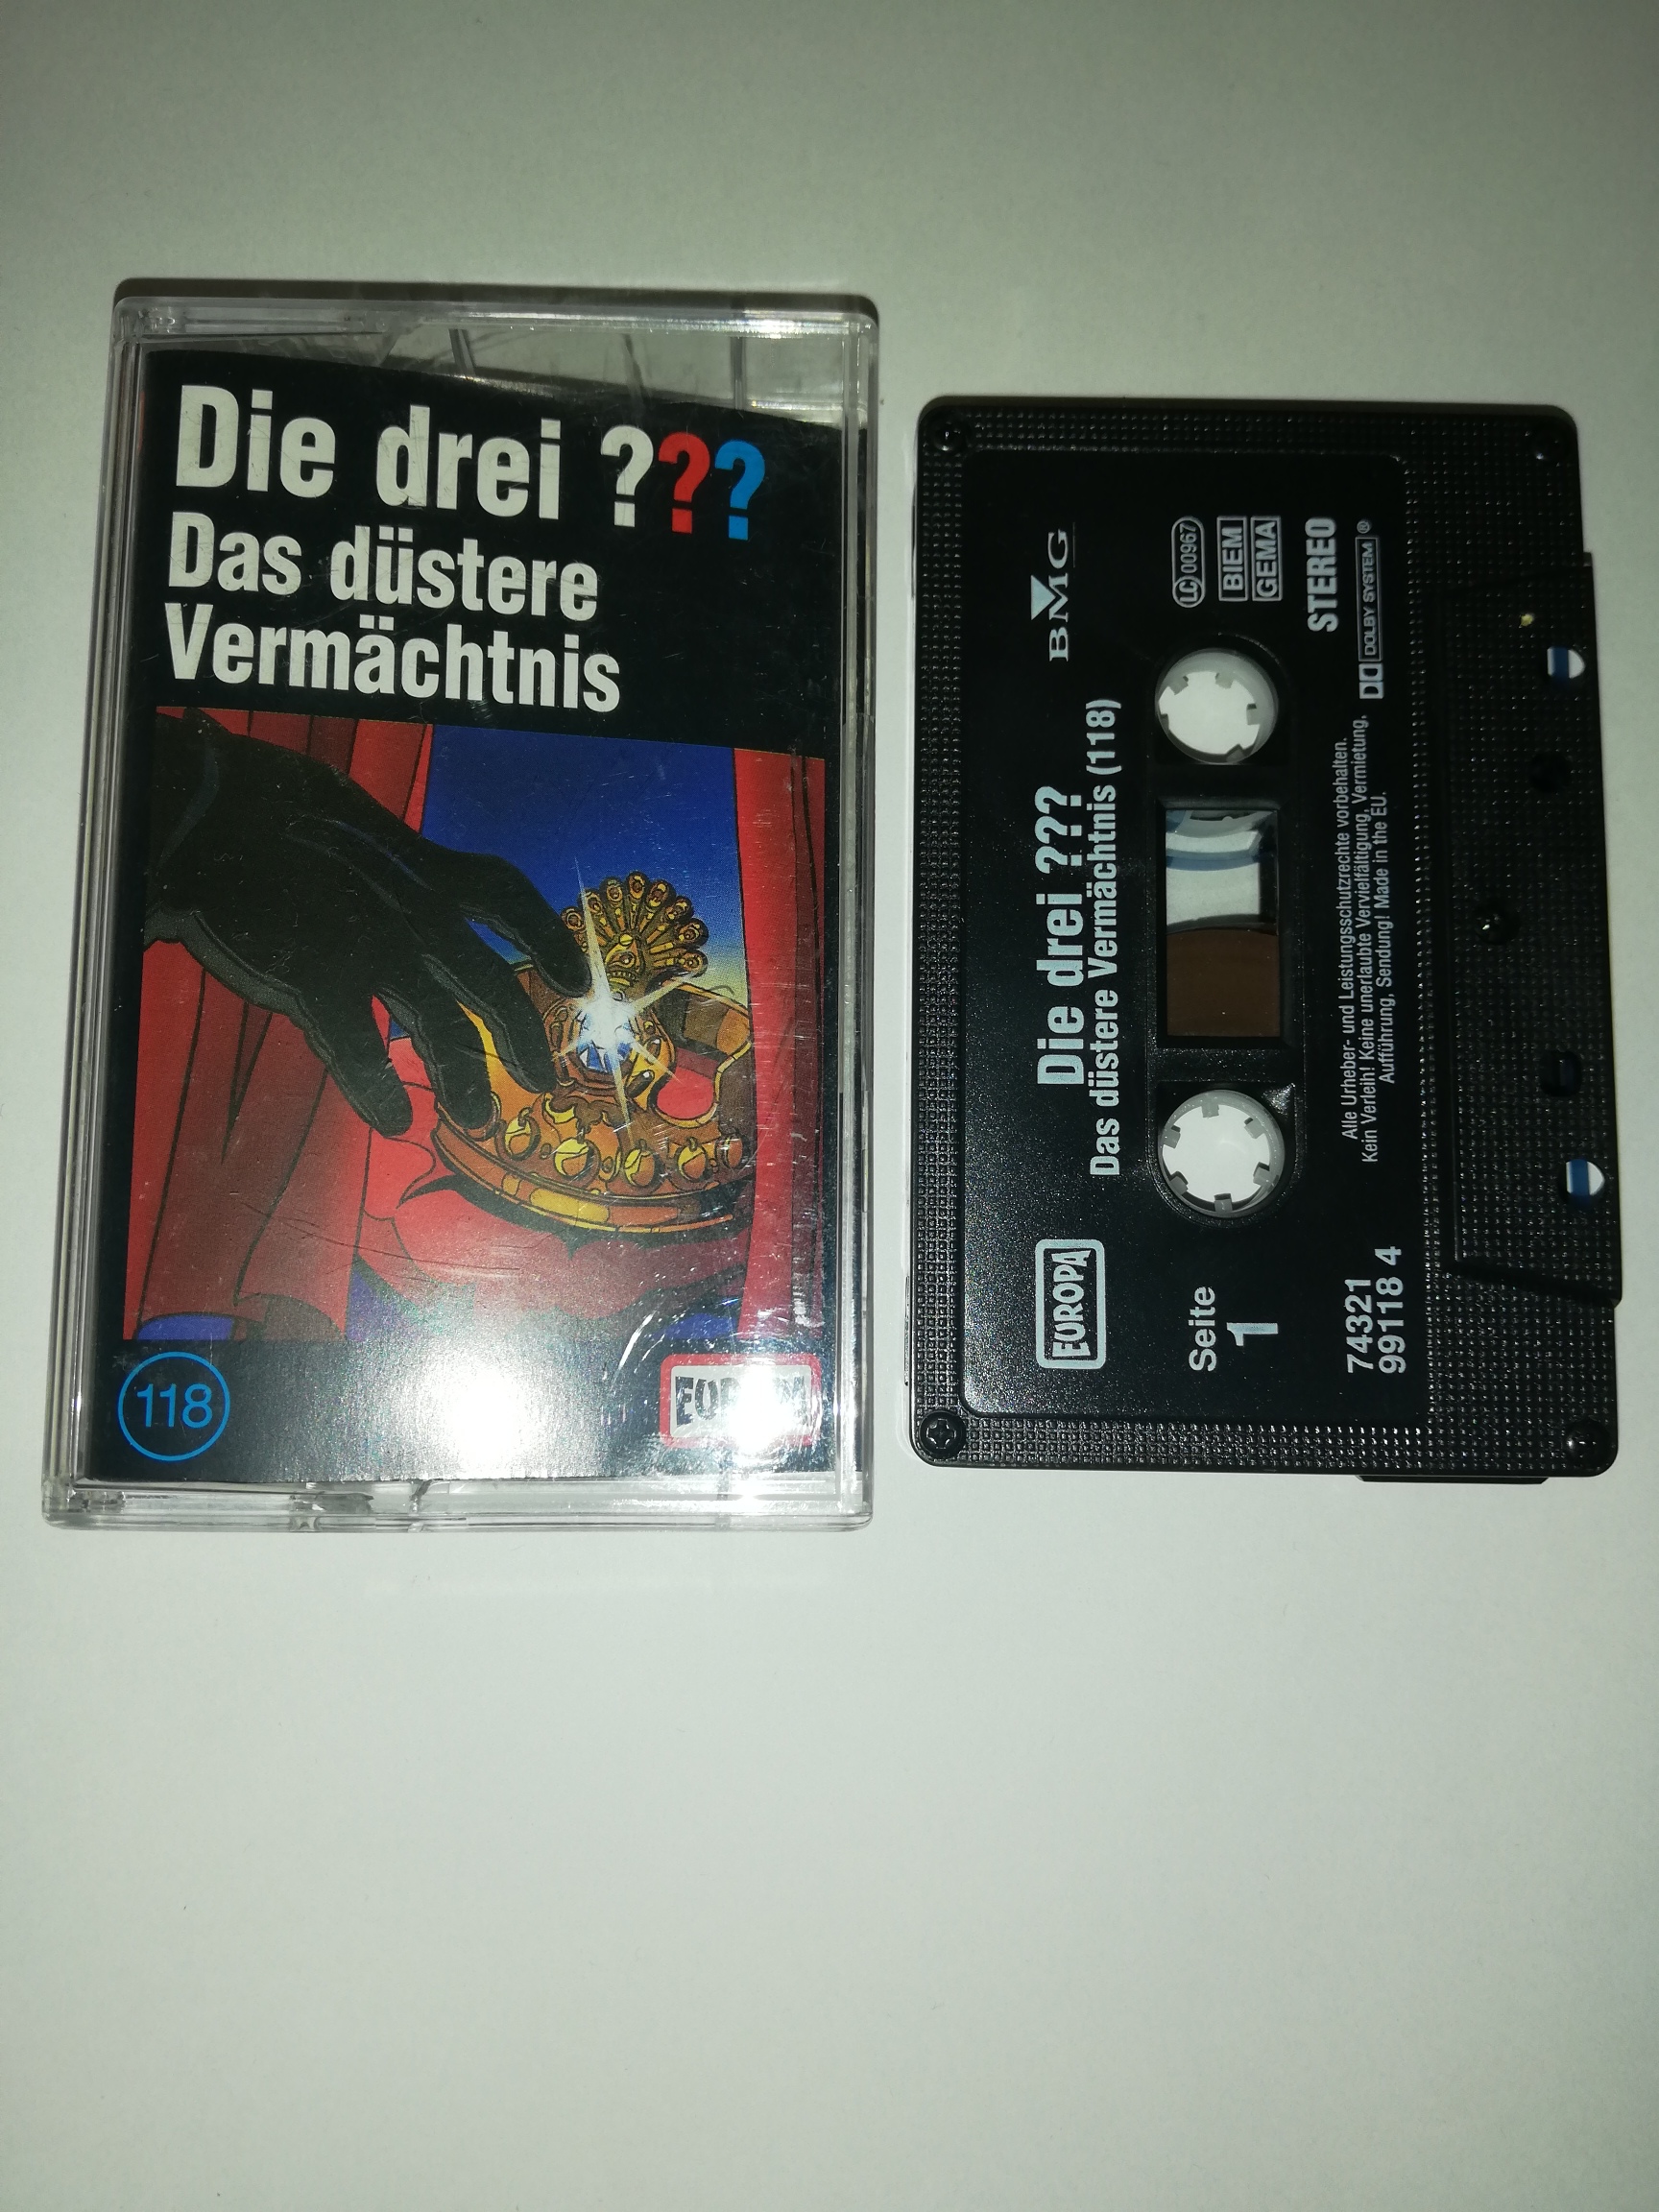 Die drei ???
Das düstere
Vermächtnis
118
EUROPA
BMG
LC 00967
BIEM
GEMA
STEREO
DOLBY SYSTEM®
Die drei ???
Das düstere Vermächtnis (118)
EUROPA
Seite
1
74321
99118 4
Alle Urheber- und Leistungsschutzrechte vorbehalten.
Kein Verleih! Keine unerlaubte Vervielfältigung, Vermietung,
Aufführung, Sendung! Made in the EU.